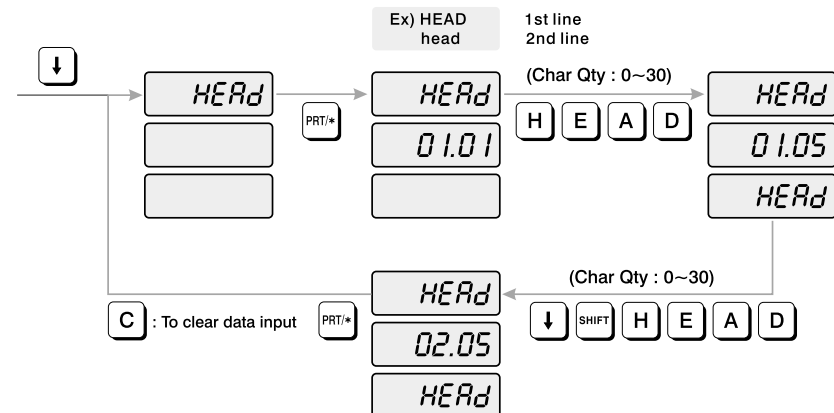 Ex) HEAD 1st line
head 2nd line
↓
HEAd
PRT/*
HEAd
01.01
(Char Qty : 0~30)
H E A D
HEAd
01.05
HEAd
(Char Qty : 0~30)
↓ SHIFT H E A D
HEAd
02.05
HEAd
PRT/*
C : To clear data input